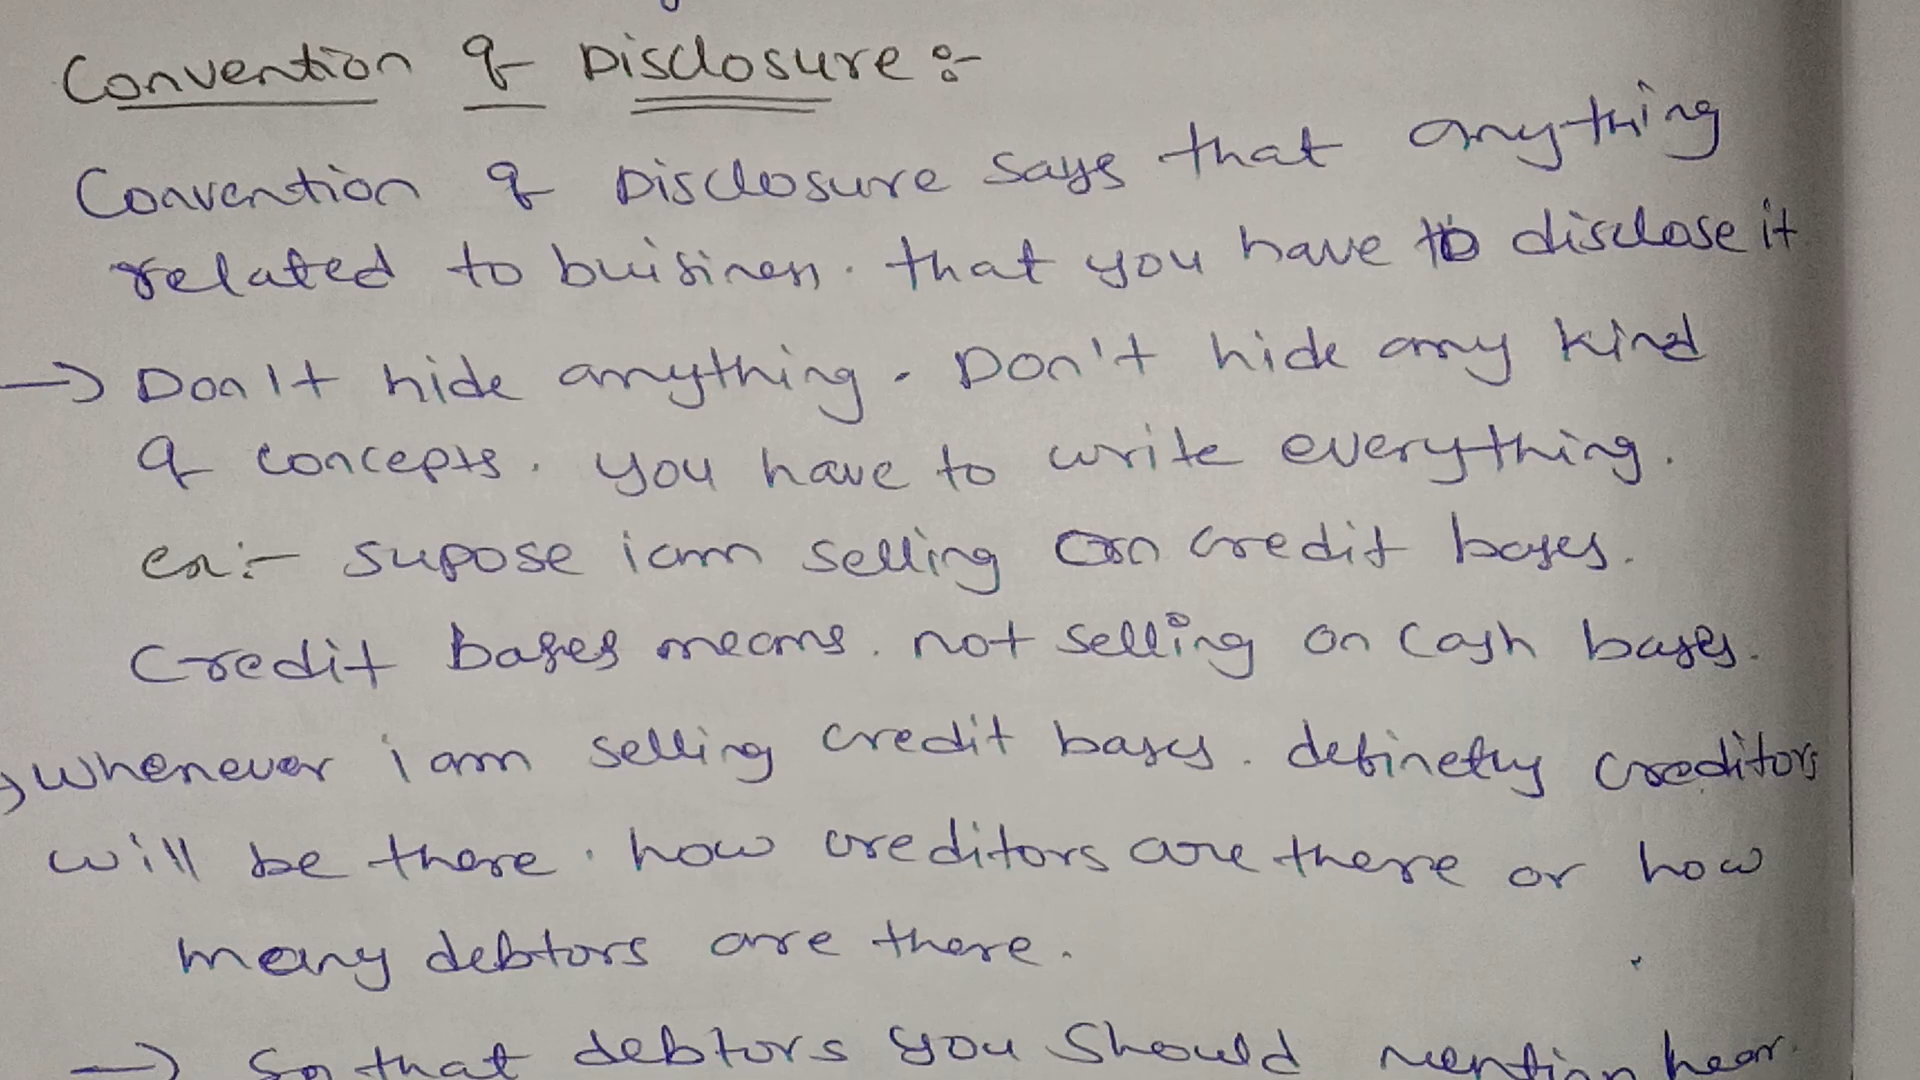 Convention of Disclosure :-
Convention of Disclosure says that anything
related to buisiness. that you have to disclose it
→ Don't hide anything. Don't hide any kind
of concepts. you have to write everything.
ex:- supose i am selling on credit bases.
Credit bases means. not selling on Cash bases.
→ Whenever i am selling credit bases. definetly creditors
will be there. how creditors are there or how
many debtors are there.
→ So that debtors you should mention hear.